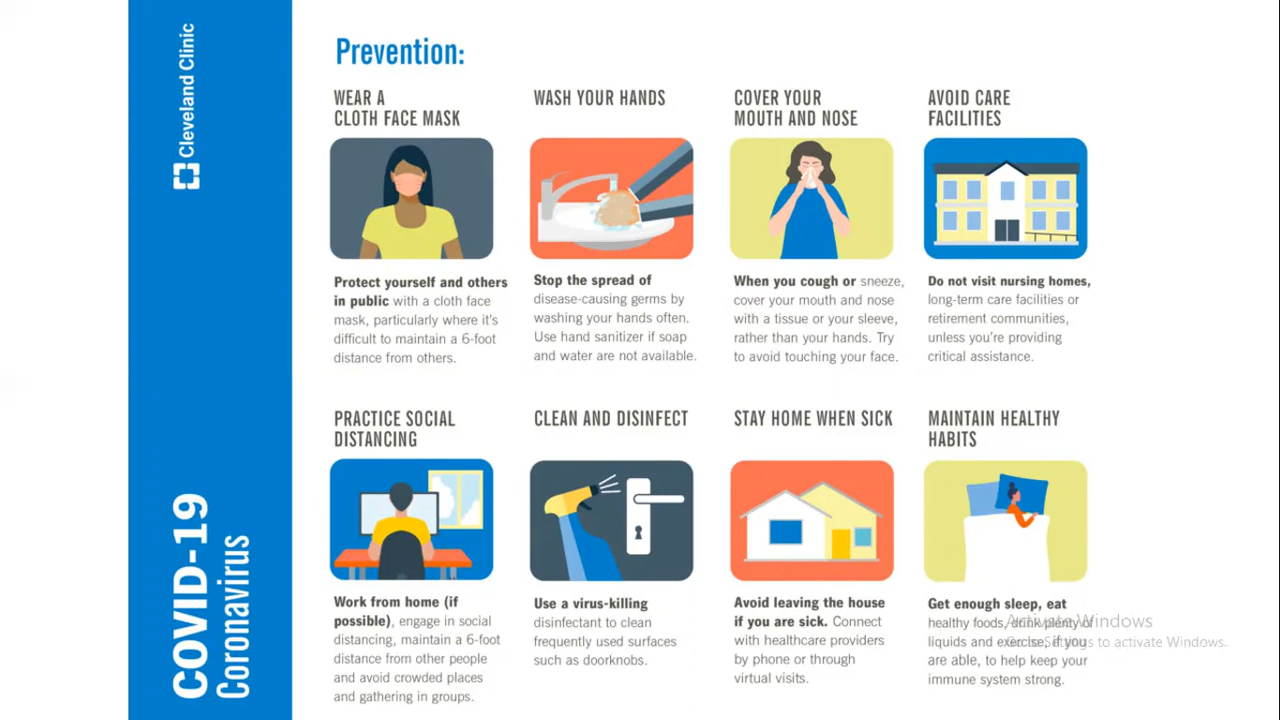 Cleveland Clinic
COVID-19
Coronavirus
Prevention:
WEAR A
CLOTH FACE MASK
Protect yourself and others
in public with a cloth face
mask, particularly where it's
difficult to maintain a 6-foot
distance from others.
WASH YOUR HANDS
Stop the spread of
disease-causing germs by
washing your hands often.
Use hand sanitizer if soap
and water are not available.
COVER YOUR
MOUTH AND NOSE
When you cough or sneeze,
cover your mouth and nose
with a tissue or your sleeve,
rather than your hands. Try
to avoid touching your face.
AVOID CARE
FACILITIES
Do not visit nursing homes,
long-term care facilities or
retirement communities,
unless you're providing
critical assistance.
PRACTICE SOCIAL
DISTANCING
Work from home (if
possible), engage in social
distancing, maintain a 6-foot
distance from other people
and avoid crowded places
and gathering in groups.
CLEAN AND DISINFECT
Use a virus-killing
disinfectant to clean
frequently used surfaces
such as doorknobs.
STAY HOME WHEN SICK
Avoid leaving the house
if you are sick. Connect
with healthcare providers
by phone or through
virtual visits.
MAINTAIN HEALTHY
HABITS
Get enough sleep, eat
healthy foods, drink plenty of
liquids and exercise, if you
are able, to help keep your
immune system strong.
Activate Windows
Go to Settings to activate Windows.